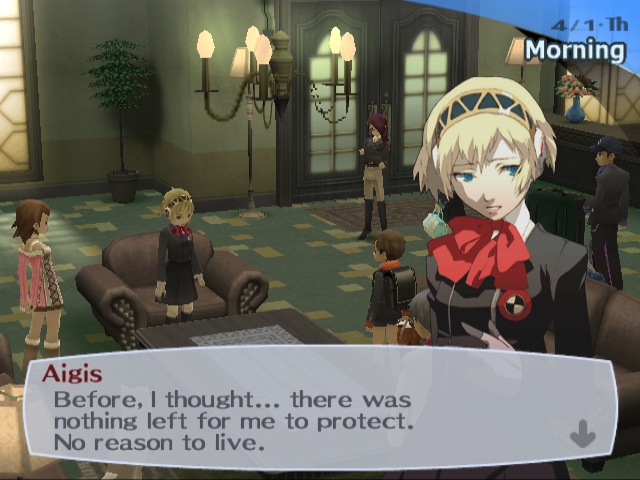 4/1·Th
Morning
Aigis
Before, I thought... there was
nothing left for me to protect.
No reason to live.